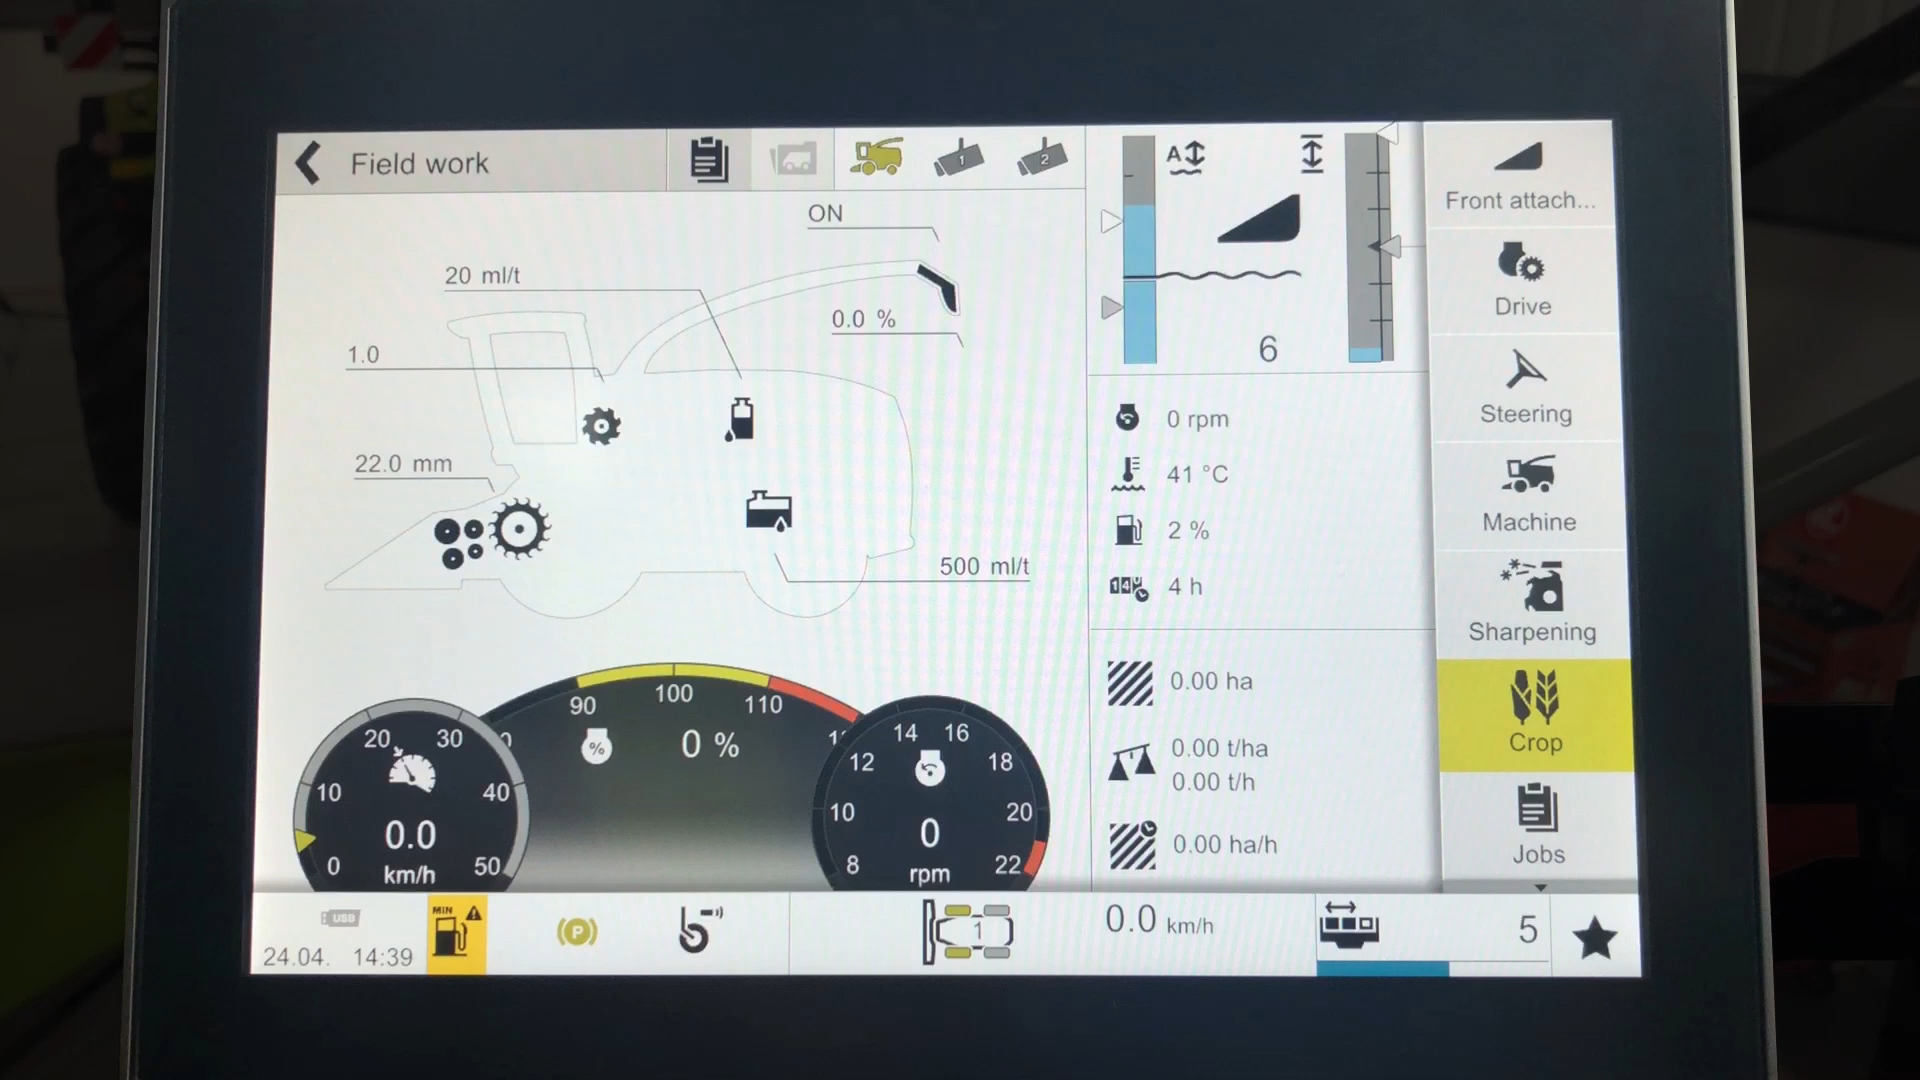 Field work
1
2
A
Front attach...
ON
20 ml/t
0.0 %
1.0
22.0 mm
500 ml/t
6
0 rpm
41 °C
2 %
4 h
0.00 ha
0.00 t/ha
0.00 t/h
0.00 ha/h
Drive
Steering
Machine
Sharpening
Crop
Jobs
0
10
20
30
40
50
0.0
km/h
90
100
110
%
0 %
8
10
12
14
16
18
20
22
0
rpm
USB
24.04. 14:39
MIN
P
1
0.0 km/h
5